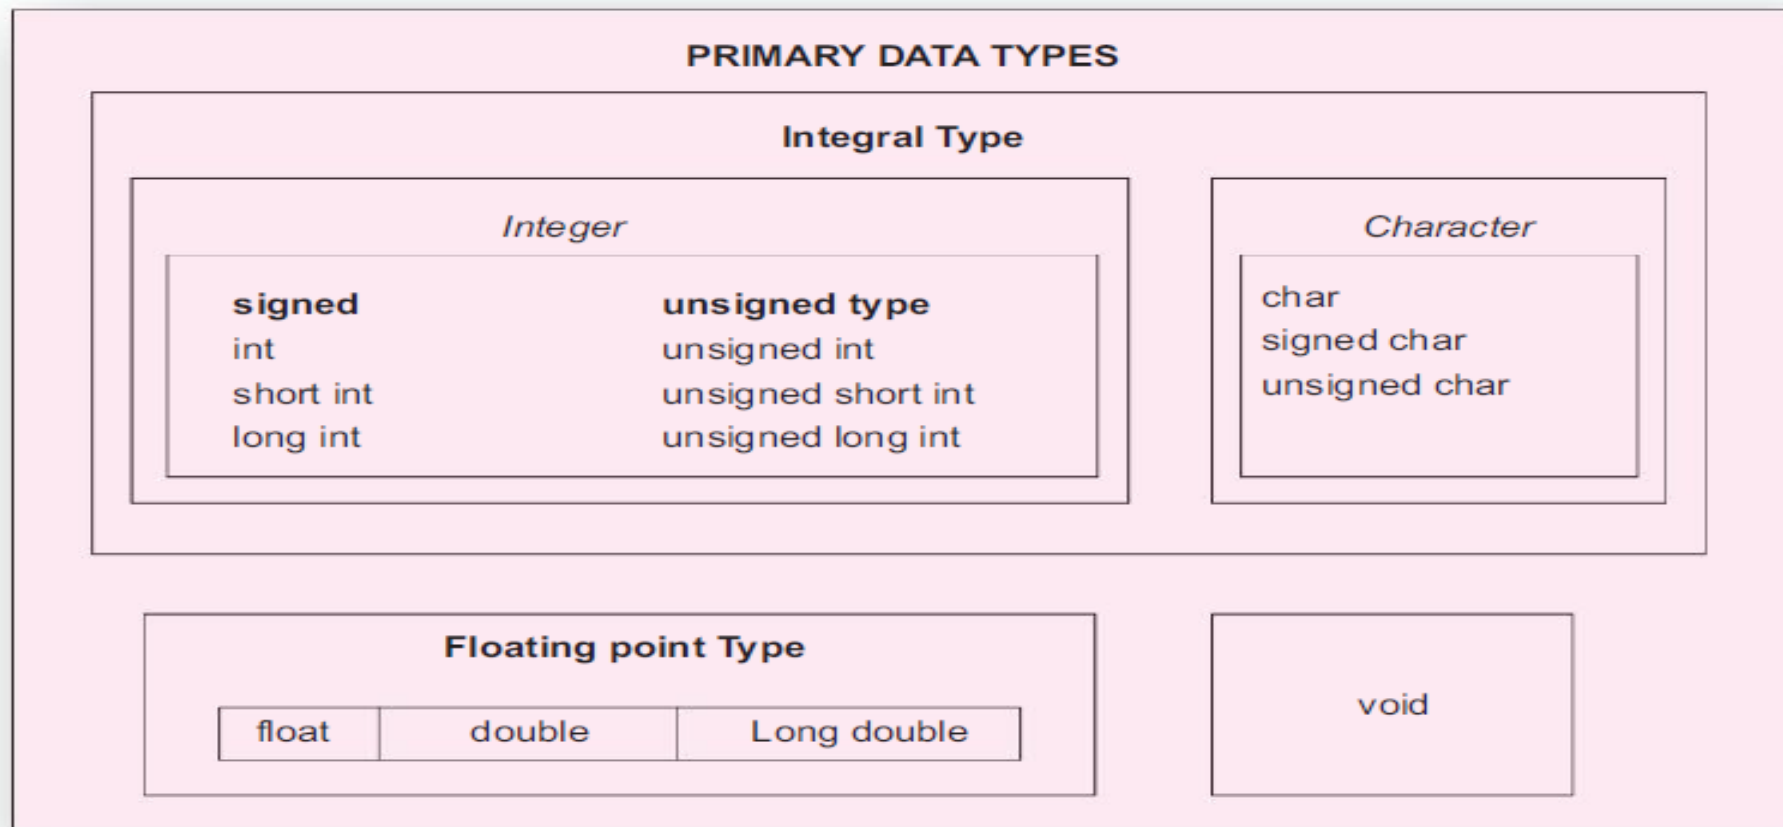 PRIMARY DATA TYPES
Integral Type
Integer
signed unsigned type
int unsigned int
short int unsigned short int
long int unsigned long int
Character
char
signed char
unsigned char
Floating point Type
float double Long double
void